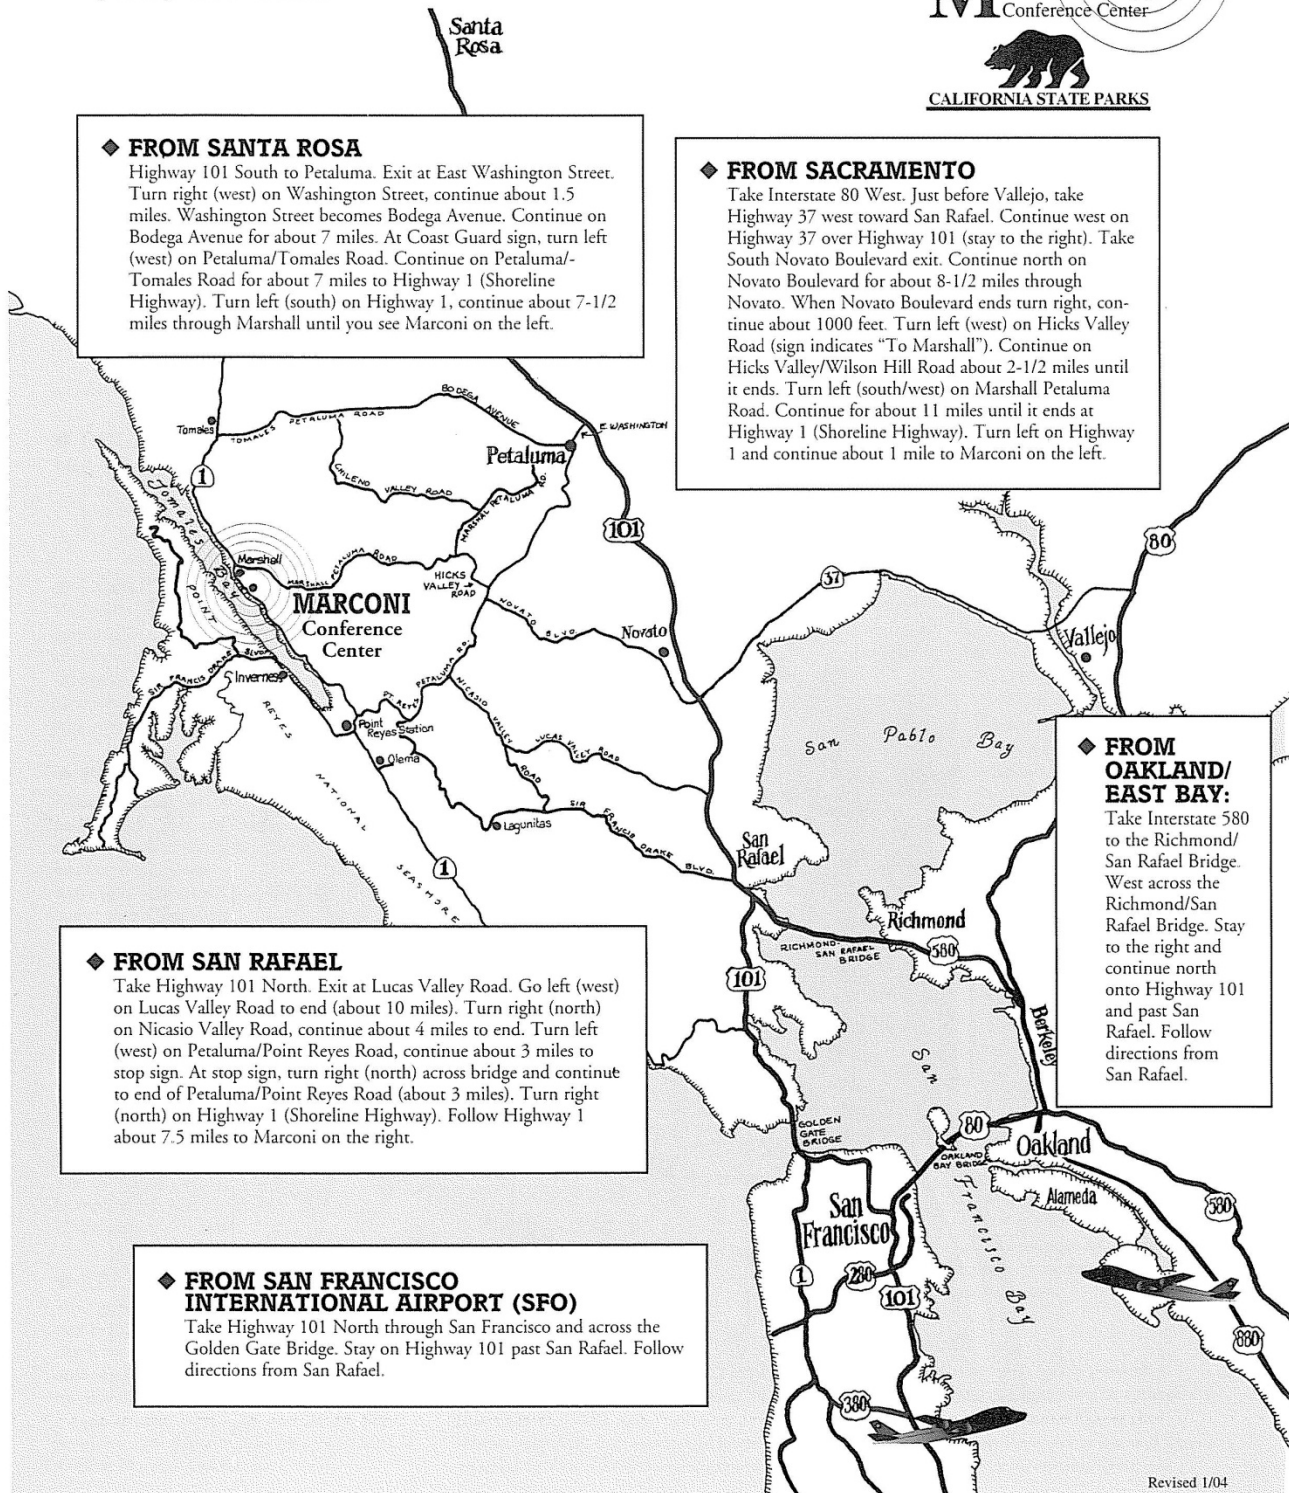 M
Conference Center
CALIFORNIA STATE PARKS
Santa
Rosa
FROM SANTA ROSA
Highway 101 South to Petaluma. Exit at East Washington Street.
Turn right (west) on Washington Street, continue about 1.5
miles. Washington Street becomes Bodega Avenue. Continue on
Bodega Avenue for about 7 miles. At Coast Guard sign, turn left
(west) on Petaluma/Tomales Road. Continue on Petaluma/-
Tomales Road for about 7 miles to Highway 1 (Shoreline
Highway). Turn left (south) on Highway 1, continue about 7-1/2
miles through Marshall until you see Marconi on the left.
FROM SACRAMENTO
Take Interstate 80 West. Just before Vallejo, take
Highway 37 west toward San Rafael. Continue west on
Highway 37 over Highway 101 (stay to the right). Take
South Novato Boulevard exit. Continue north on
Novato Boulevard for about 8-1/2 miles through
Novato. When Novato Boulevard ends turn right, con-
tinue about 1000 feet. Turn left (west) on Hicks Valley
Road (sign indicates "To Marshall"). Continue on
Hicks Valley/Wilson Hill Road about 2-1/2 miles until
it ends. Turn left (south/west) on Marshall Petaluma
Road. Continue for about 11 miles until it ends at
Highway 1 (Shoreline Highway). Turn left on Highway
1 and continue about 1 mile to Marconi on the left.
BODEGA AVENUE
Tomales
TOMALES PETALUMA ROAD
E. WASHINGTON
Petaluma
1
CHILENO VALLEY ROAD
MARSHAL PETALUMA RD.
101
80
Tomales Bay
Marshall
MARSHALL PETALUMA ROAD
HICKS
VALLEY
ROAD
37
POINT
MARCONI
Conference
Center
NOVATO BLVD.
Novato
Vallejo
SIR FRANCIS DRAKE BLVD.
Inverness
REYES
PT. REYES PETALUMA RD.
NICASIO VALLEY
ROAD
Point
Reyes Station
LUCAS VALLEY ROAD
San Pablo Bay
Olema
NATIONAL
Lagunitas
SIR FRANCIS DRAKE BLVD.
San
Rafael
1
SEASHORE
FROM
OAKLAND/
EAST BAY:
Take Interstate 580
to the Richmond/
San Rafael Bridge.
West across the
Richmond/San
Rafael Bridge. Stay
to the right and
continue north
onto Highway 101
and past San
Rafael. Follow
directions from
San Rafael.
Richmond
RICHMOND-
SAN RAFAEL
BRIDGE
580
101
Berkeley
FROM SAN RAFAEL
Take Highway 101 North. Exit at Lucas Valley Road. Go left (west)
on Lucas Valley Road to end (about 10 miles). Turn right (north)
on Nicasio Valley Road, continue about 4 miles to end. Turn left
(west) on Petaluma/Point Reyes Road, continue about 3 miles to
stop sign. At stop sign, turn right (north) across bridge and continue
to end of Petaluma/Point Reyes Road (about 3 miles). Turn right
(north) on Highway 1 (Shoreline Highway). Follow Highway 1
about 7.5 miles to Marconi on the right.
San Francisco Bay
GOLDEN
GATE
BRIDGE
80
OAKLAND
BAY BRIDGE
Oakland
Alameda
580
San
Francisco
1
280
101
880
FROM SAN FRANCISCO
INTERNATIONAL AIRPORT (SFO)
Take Highway 101 North through San Francisco and across the
Golden Gate Bridge. Stay on Highway 101 past San Rafael. Follow
directions from San Rafael.
380
Revised 1/04